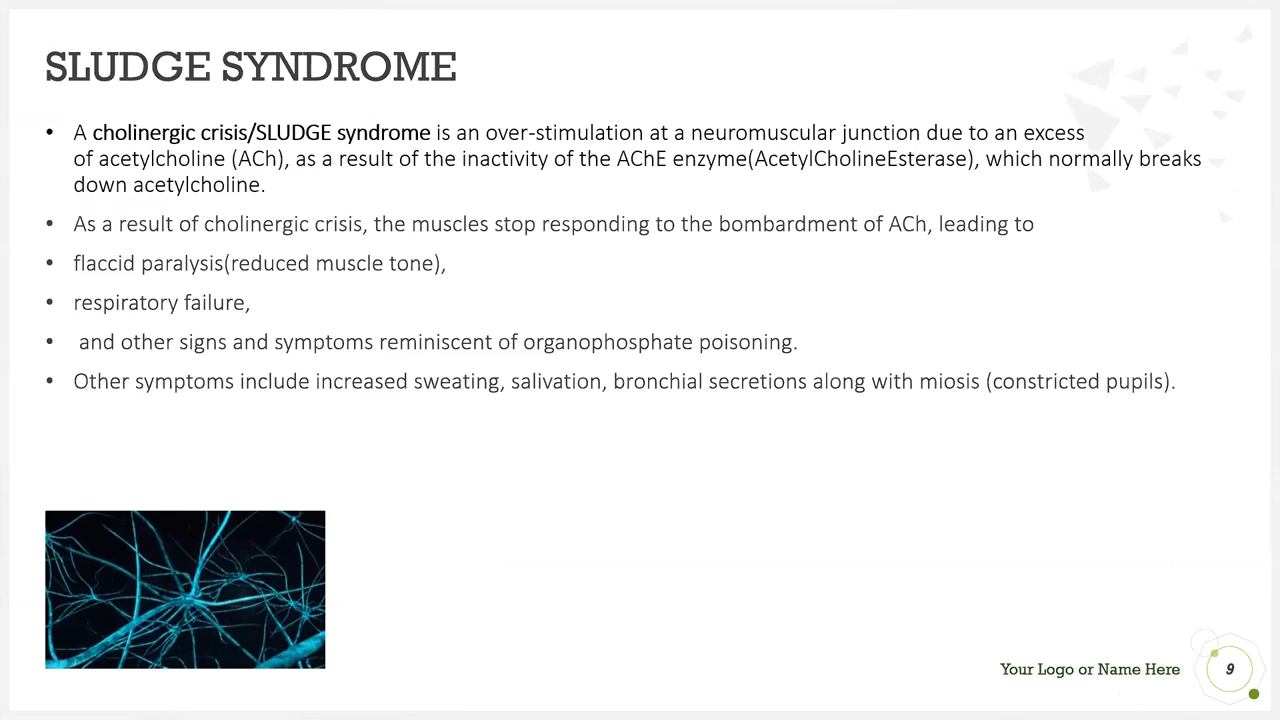 SLUDGE SYNDROME
• A cholinergic crisis/SLUDGE syndrome is an over-stimulation at a neuromuscular junction due to an excess
of acetylcholine (ACh), as a result of the inactivity of the AChE enzyme(AcetylCholineEsterase), which normally breaks
down acetylcholine.
• As a result of cholinergic crisis, the muscles stop responding to the bombardment of ACh, leading to
• flaccid paralysis(reduced muscle tone),
• respiratory failure,
• and other signs and symptoms reminiscent of organophosphate poisoning.
• Other symptoms include increased sweating, salivation, bronchial secretions along with miosis (constricted pupils).
Your Logo or Name Here
9